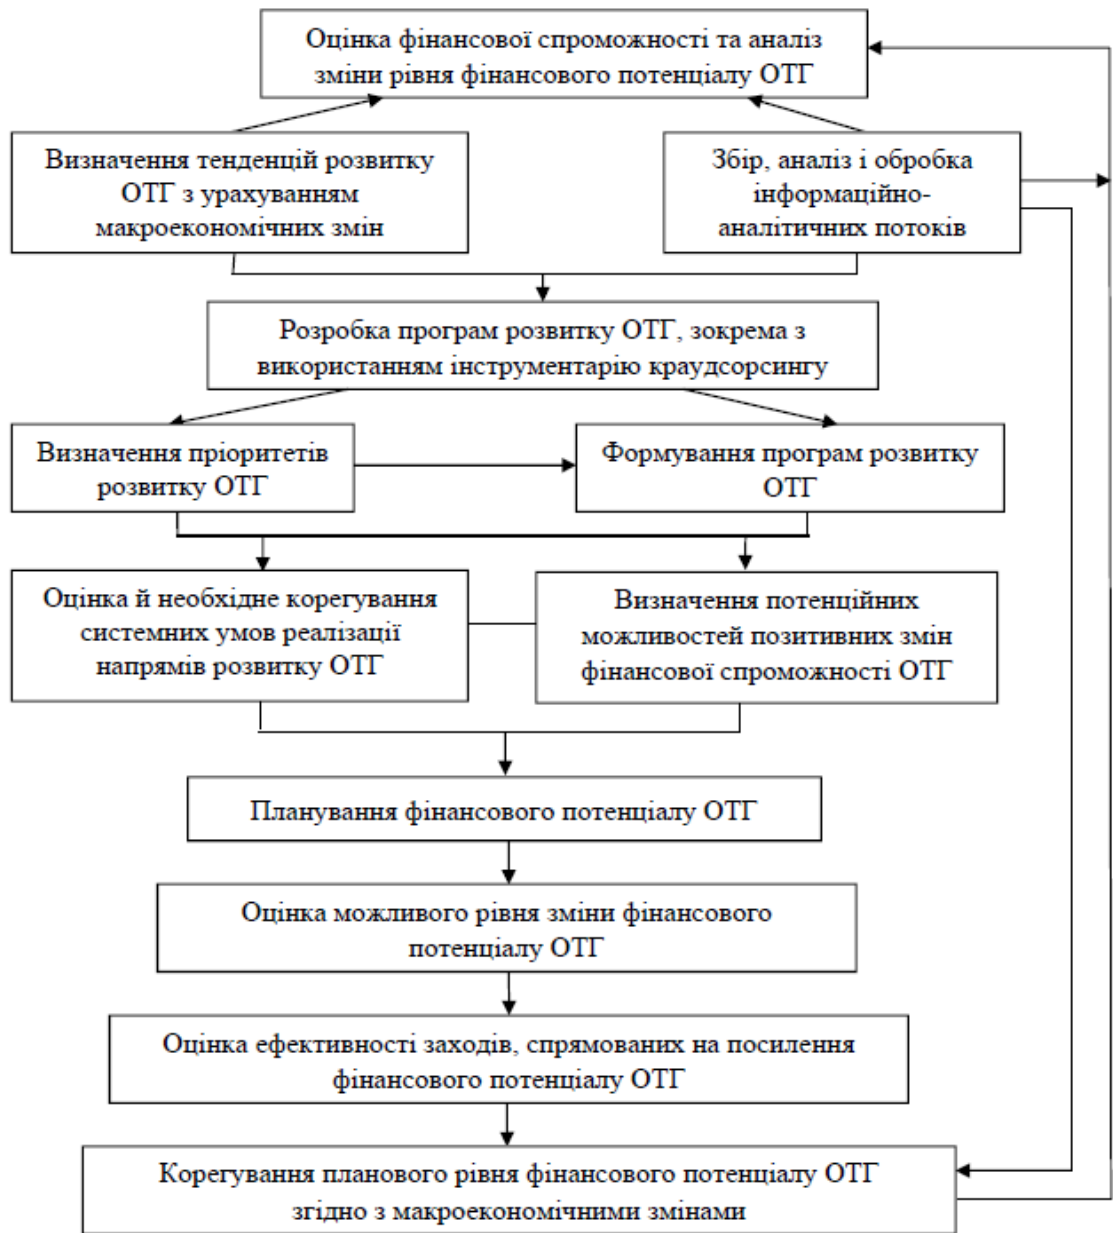 Оцінка фінансової спроможності та аналіз
зміни рівня фінансового потенціалу ОТГ
Визначення тенденцій розвитку
ОТГ з урахуванням
макроекономічних змін
Збір, аналіз і обробка
інформаційно-
аналітичних потоків
Розробка програм розвитку ОТГ, зокрема з
використанням інструментарію краудсорсингу
Визначення пріоритетів
розвитку ОТГ
Формування програм розвитку
ОТГ
Оцінка й необхідне корегування
системних умов реалізації
напрямів розвитку ОТГ
Визначення потенційних
можливостей позитивних змін
фінансової спроможності ОТГ
Планування фінансового потенціалу ОТГ
Оцінка можливого рівня зміни фінансового
потенціалу ОТГ
Оцінка ефективності заходів, спрямованих на посилення
фінансового потенціалу ОТГ
Корегування планового рівня фінансового потенціалу ОТГ
згідно з макроекономічними змінами